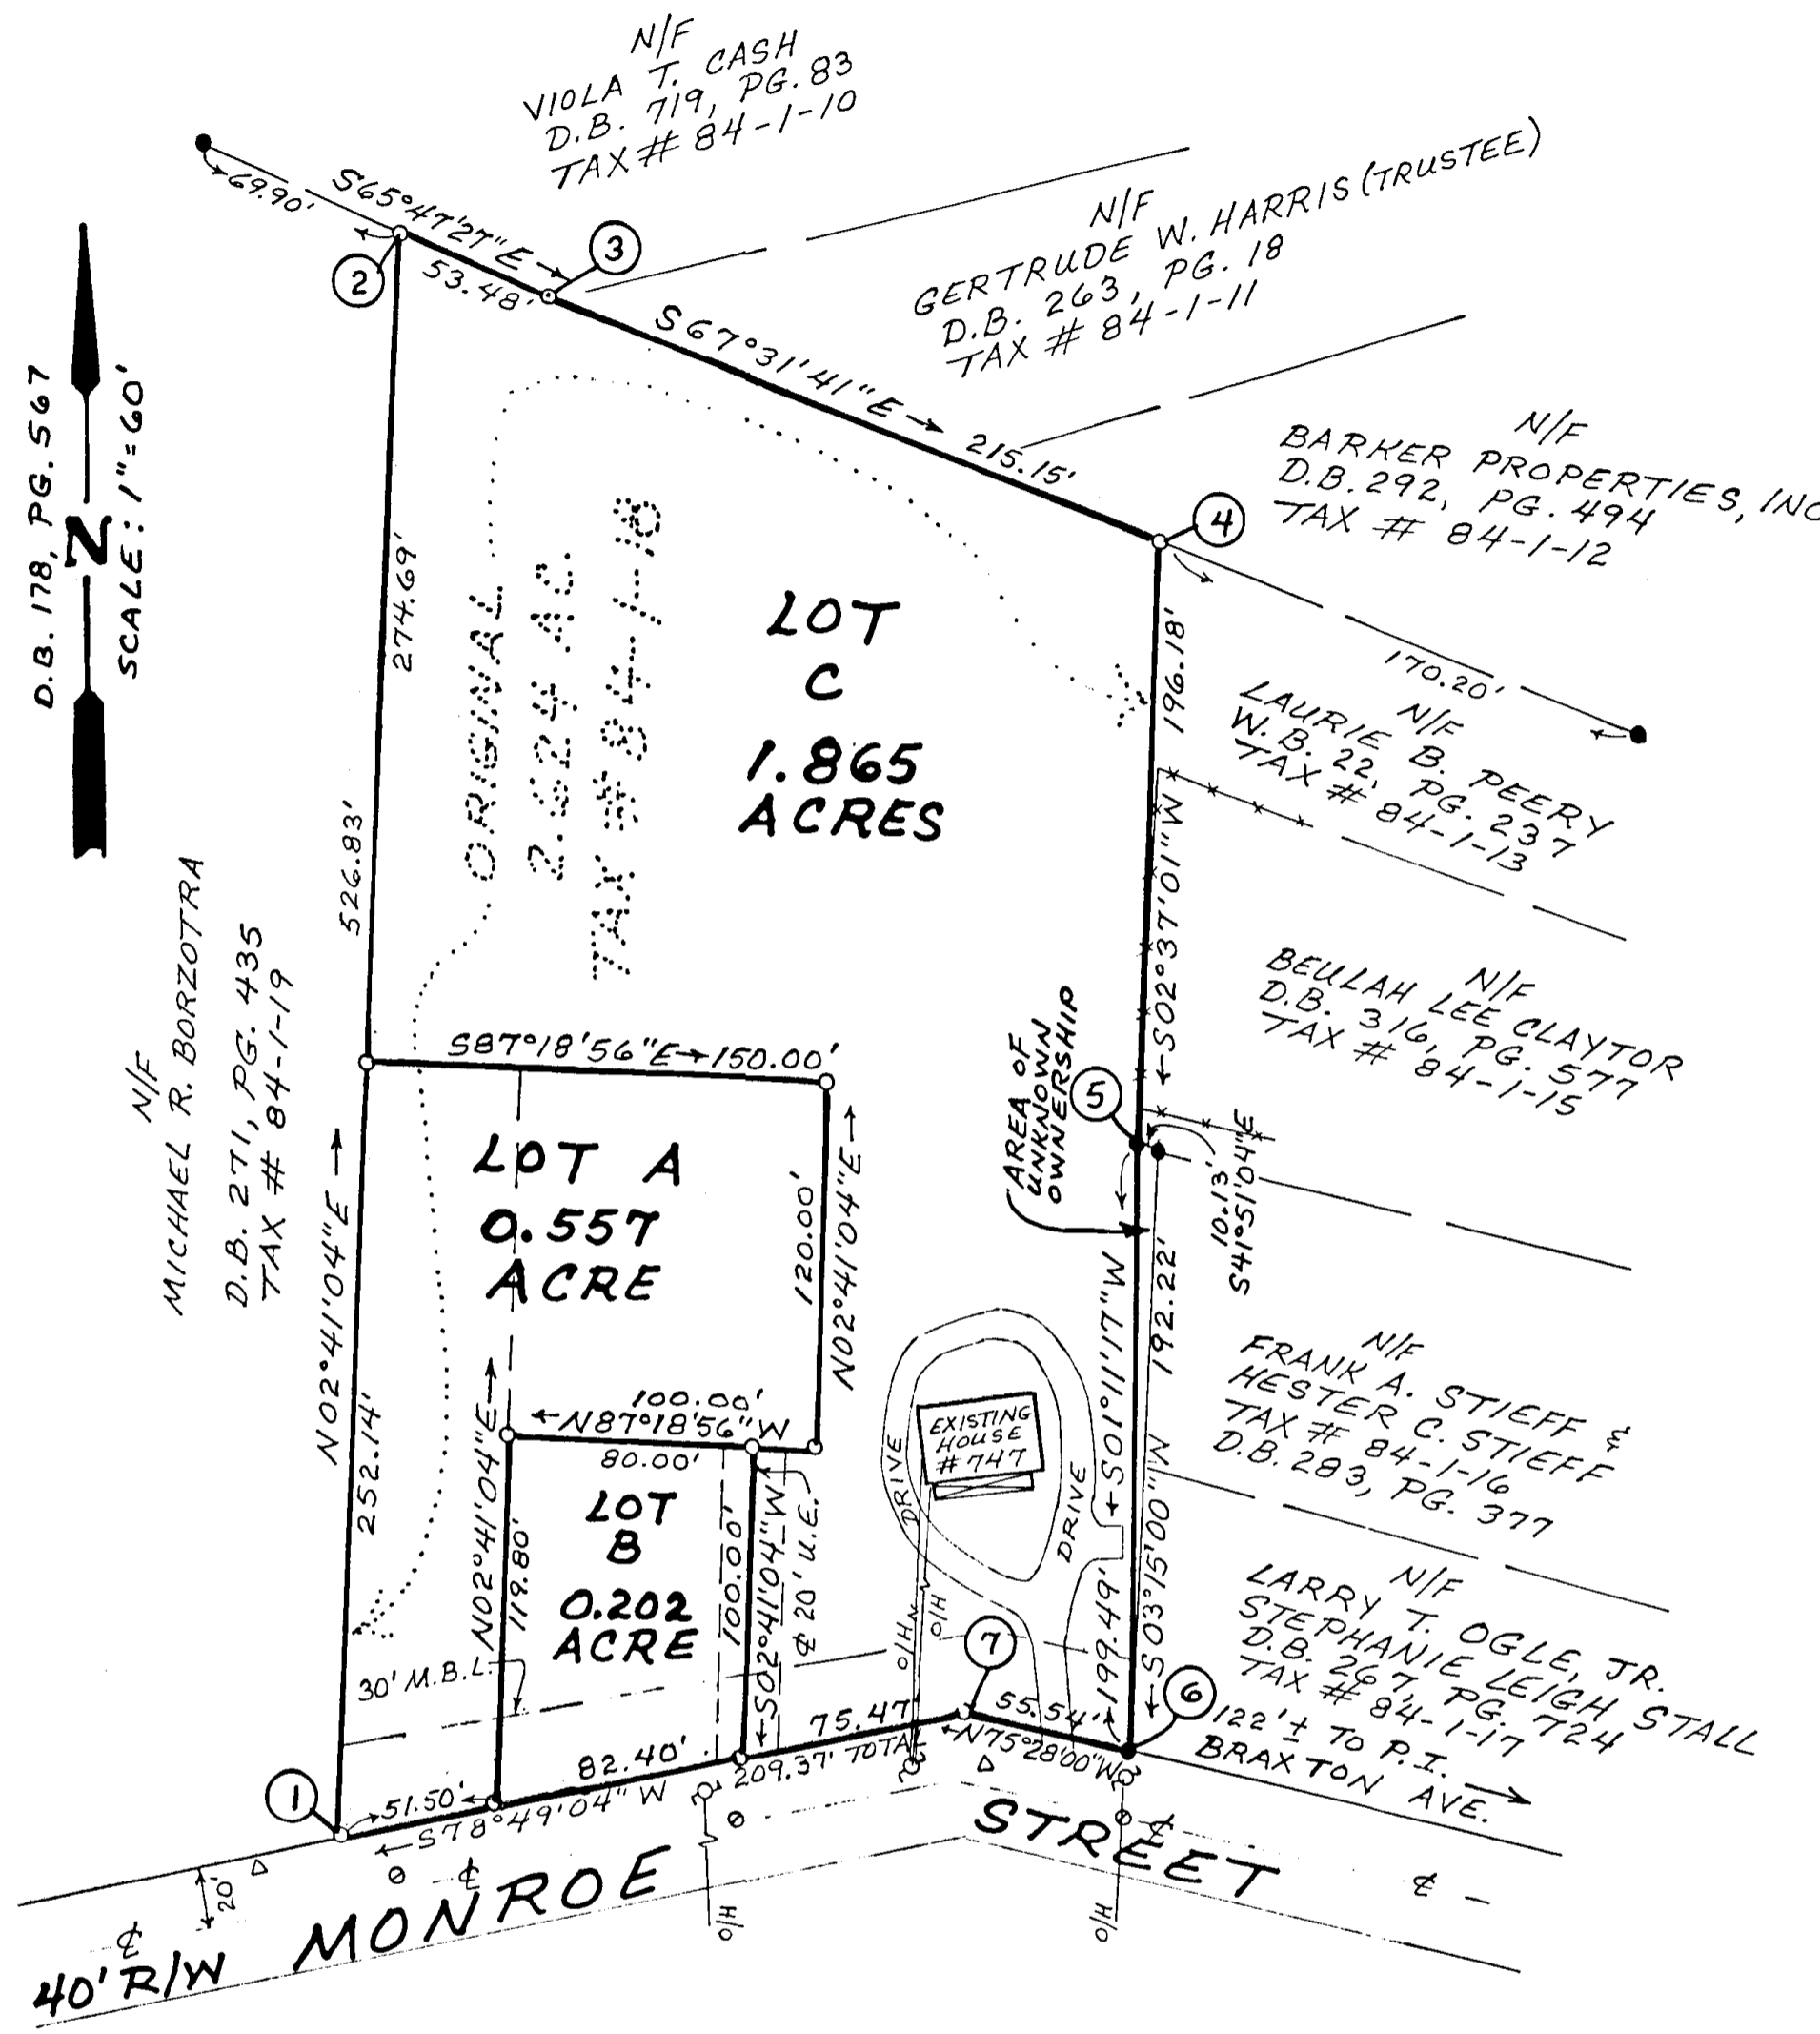 N/F
VIOLA T. CASH
D.B. 719, PG. 83
TAX # 84-1-10
69.90'
S65°47'27"E
53.48'
2
3
N/F
GERTRUDE W. HARRIS (TRUSTEE)
D.B. 263, PG. 18
TAX # 84-1-11
S67°31'41"E
215.15'
4
N/F
BARKER PROPERTIES, INC
D.B. 292, PG. 494
TAX # 84-1-12
D.B. 178, PG. 567
N
SCALE: 1"=60'
274.69'
526.83'
ORIGINAL
2.624 AC.
TAX # 84-1-18
LOT
C
1.865
ACRES
196.18'
S02°37'01"W
170.20'
N/F
LAURIE B. PEERY
W.B. 22, PG. 237
TAX # 84-1-13
N/F
BEULAH LEE CLAYTOR
D.B. 316, PG. 577
TAX # 84-1-15
N/F
MICHAEL R. BORZOTRA
D.B. 271, PG. 435
TAX # 84-1-19
S87°18'56"E
150.00'
AREA OF
UNKNOWN
OWNERSHIP
5
10.13'
S41°51'04"E
LOT A
0.557
ACRE
120.00'
N02°41'04"E
N02°41'04"E
252.14'
S01°11'17"W
199.49'
192.22'
S03°15'00"W
N/F
FRANK A. STIEFF &
HESTER C. STIEFF
TAX # 84-1-16
D.B. 283, PG. 377
100.00'
N87°18'56"W
80.00'
EXISTING
HOUSE
# 747
DRIVE
DRIVE
LOT
B
0.202
ACRE
N02°41'04"E
119.80'
100.00'
S02°41'04"W
℄ 20' U.E.
O/H
O/H
30' M.B.L.
N/F
LARRY T. OGLE, JR.
STEPHANIE LEIGH STALL
D.B. 267, PG. 724
TAX # 84-1-17
7
6
55.54'
N75°28'00"W
122'± TO P.I.
BRAXTON AVE.
75.47'
82.40'
209.37' TOTAL
1
51.50'
S78°49'04"W
20'
℄
℄
℄
℄
MONROE STREET
O/H
O/H
40' R/W